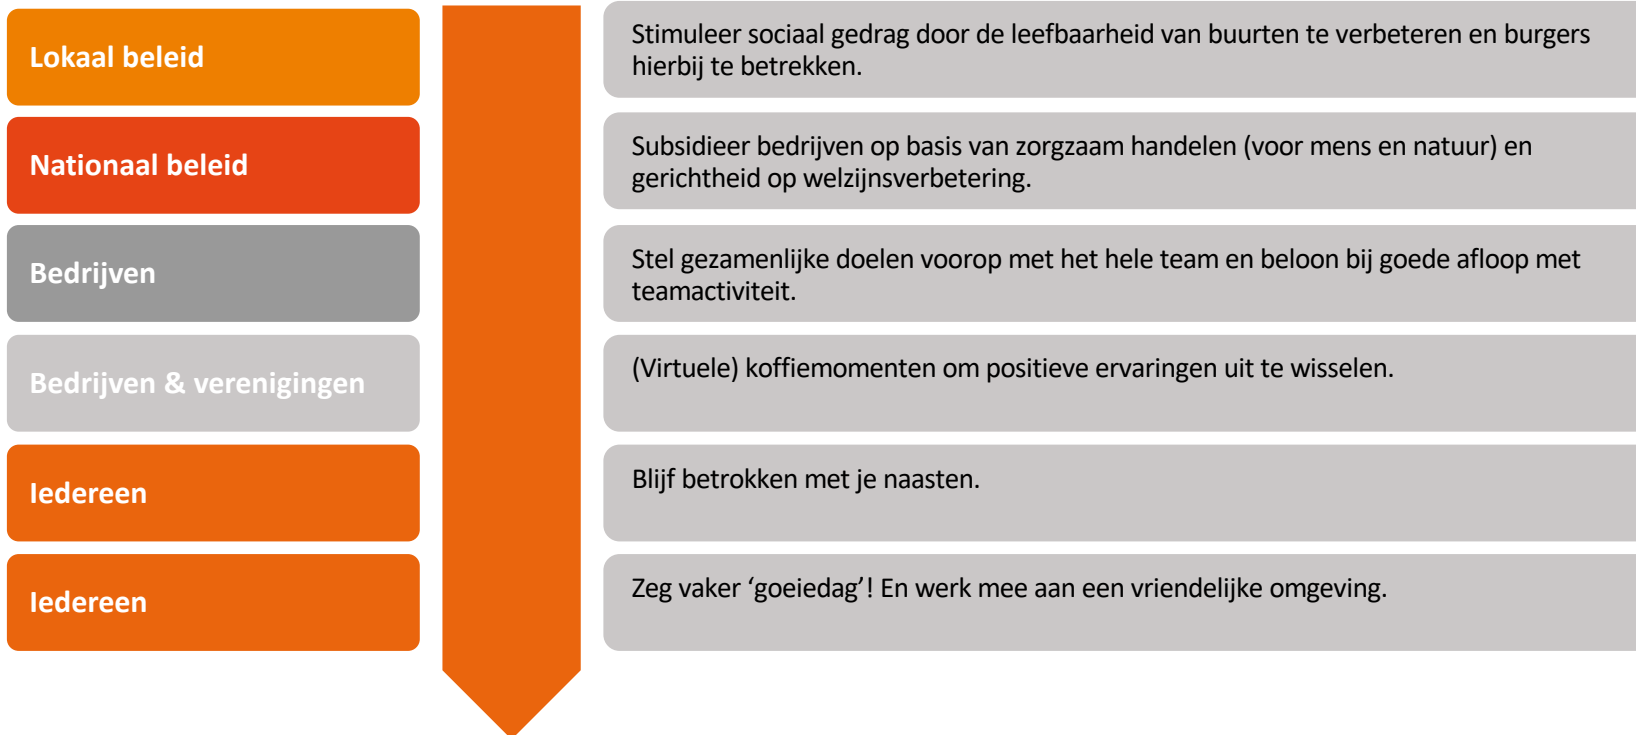 Lokaal beleid
Stimuleer sociaal gedrag door de leefbaarheid van buurten te verbeteren en burgers
hierbij te betrekken.
Nationaal beleid
Subsidieer bedrijven op basis van zorgzaam handelen (voor mens en natuur) en
gerichtheid op welzijnsverbetering.
Bedrijven
Stel gezamenlijke doelen voorop met het hele team en beloon bij goede afloop met
teamactiviteit.
Bedrijven & verenigingen
(Virtuele) koffiemomenten om positieve ervaringen uit te wisselen.
Iedereen
Blijf betrokken met je naasten.
Iedereen
Zeg vaker ‘goeiedag’! En werk mee aan een vriendelijke omgeving.